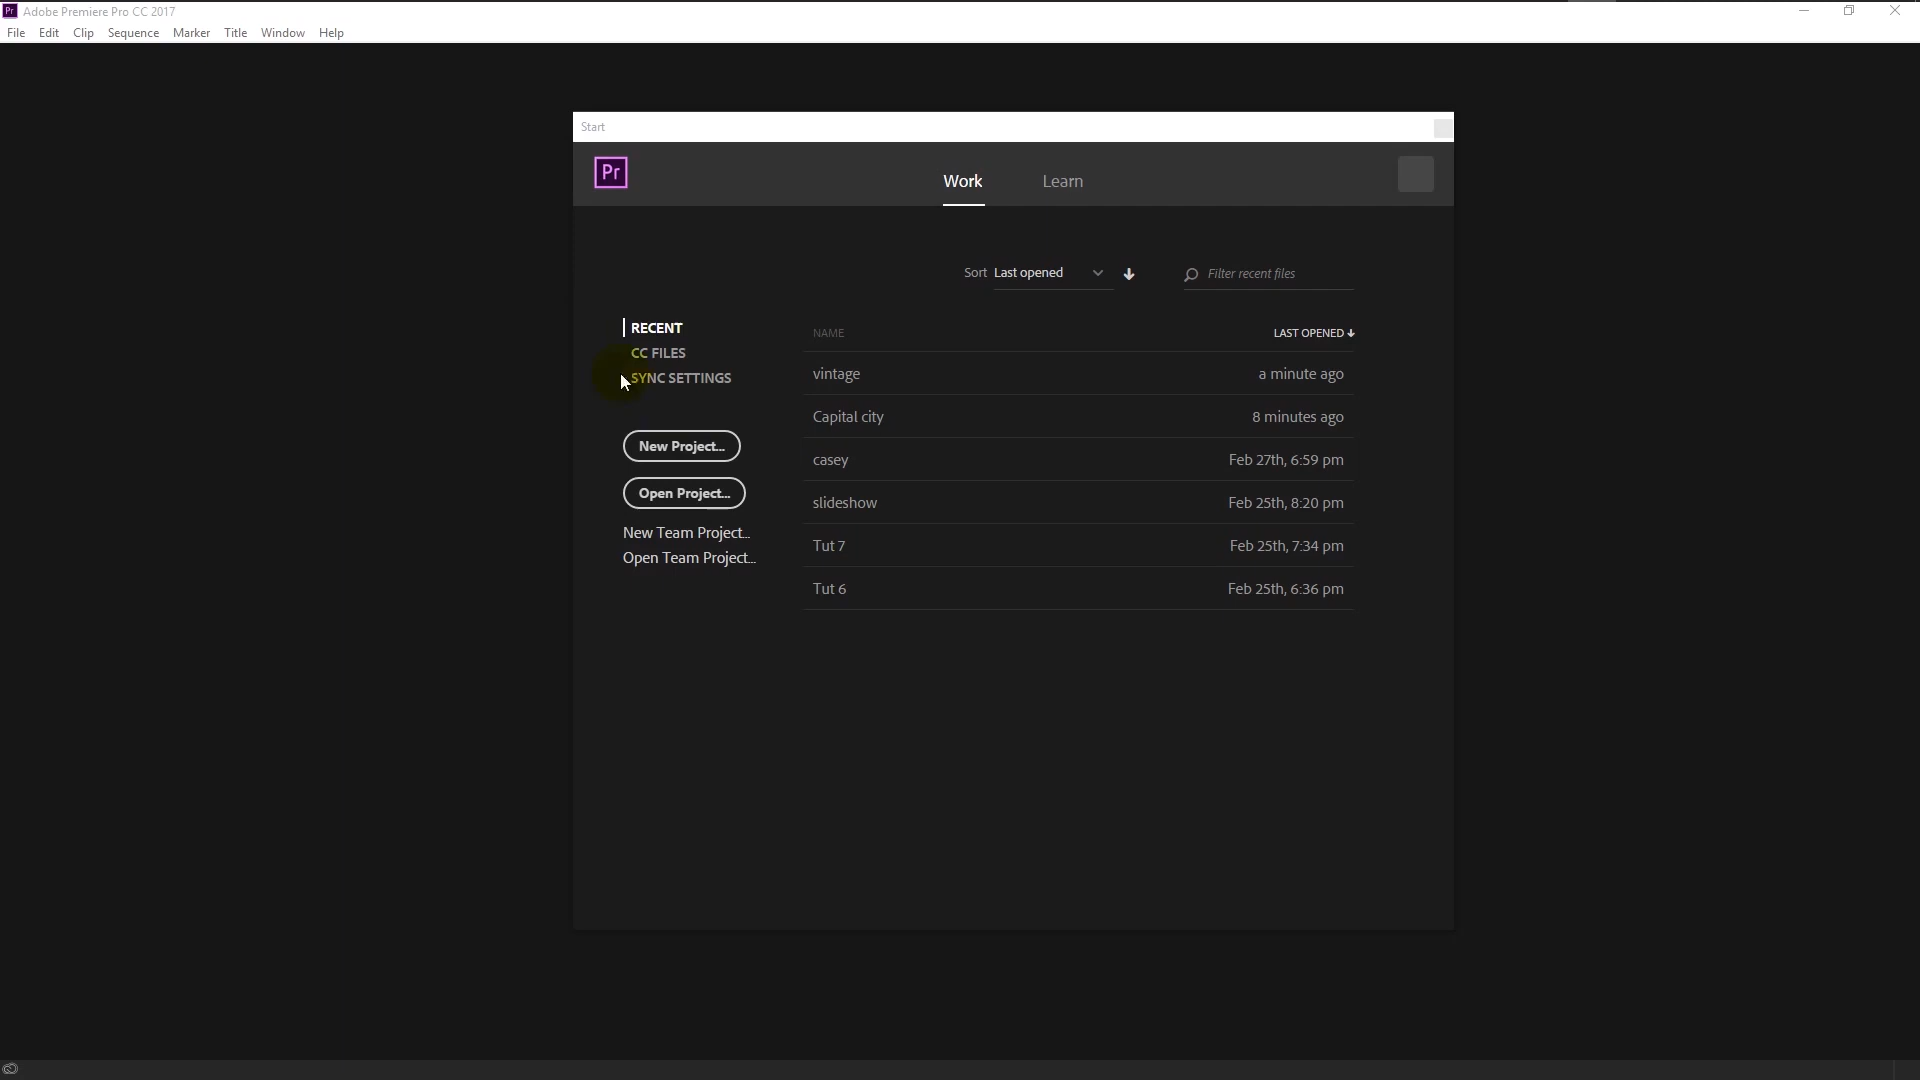 Pr Adobe Premiere Pro CC 2017
File Edit Clip Sequence Marker Title Window Help
Start
Pr
Work Learn
Sort Last opened Filter recent files
RECENT
CC FILES
SYNC SETTINGS
New Project...
Open Project...
New Team Project...
Open Team Project...
NAME LAST OPENED
vintage a minute ago
Capital city 8 minutes ago
casey Feb 27th, 6:59 pm
slideshow Feb 25th, 8:20 pm
Tut 7 Feb 25th, 7:34 pm
Tut 6 Feb 25th, 6:36 pm